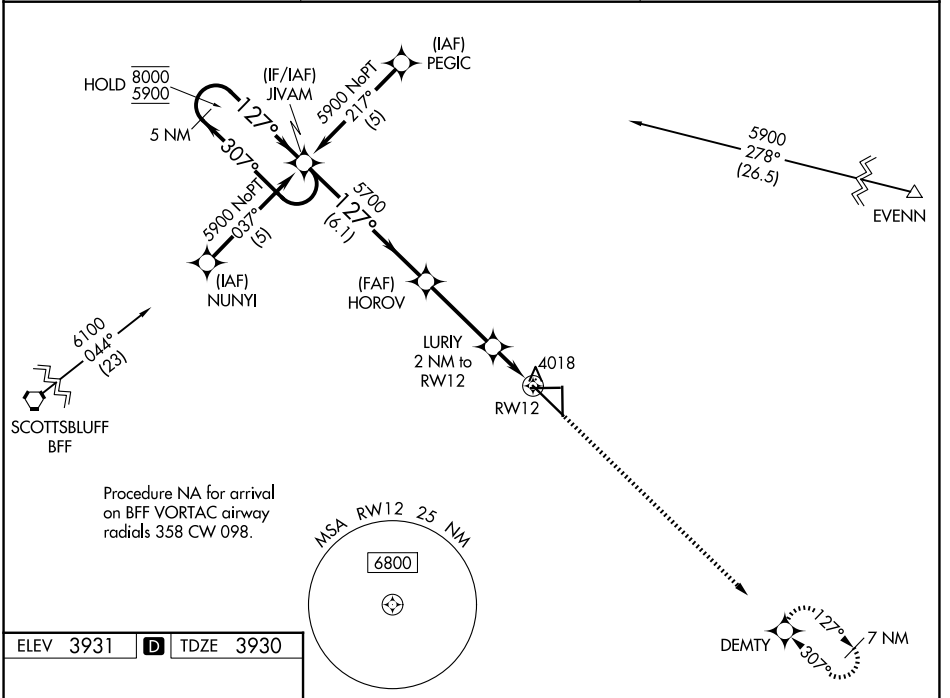 (IAF)
PEGIC
HOLD 8000
5900
(IF/IAF)
JIVAM
5900 NoPT
217°
(5)
127°
5 NM
307°
5900
278°
(26.5)
EVENN
5900 NoPT
037°
(5)
5700
127°
(6.1)
(IAF)
NUNYI
(FAF)
HOROV
6100
044°
(23)
LURIY
2 NM to
RW12
4018
RW12
SCOTTSBLUFF
BFF
Procedure NA for arrival
on BFF VORTAC airway
radials 358 CW 098.
MSA RW12 25 NM
6800
DEMTY
127°
307°
7 NM
ELEV 3931 D TDZE 3930